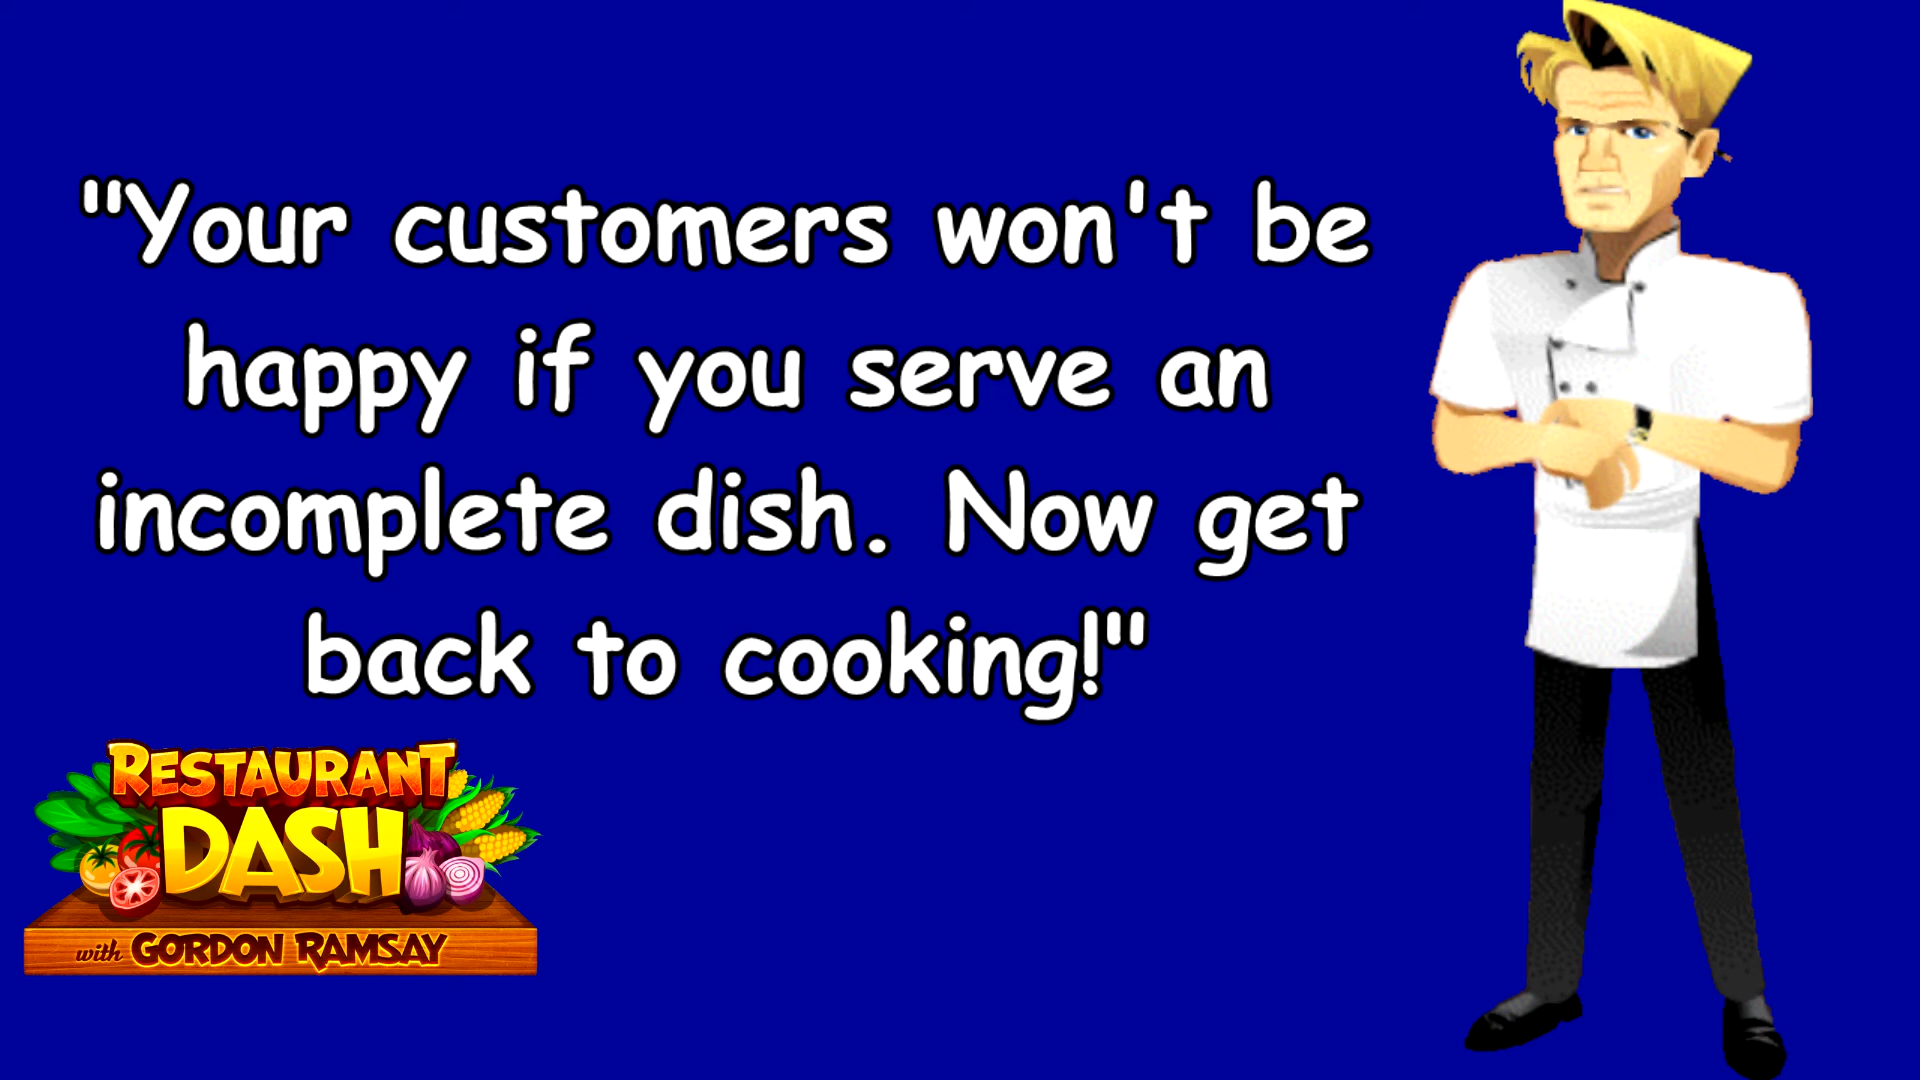 "Your customers won't be
happy if you serve an
incomplete dish. Now get
back to cooking!"
RESTAURANT
DASH
with GORDON RAMSAY